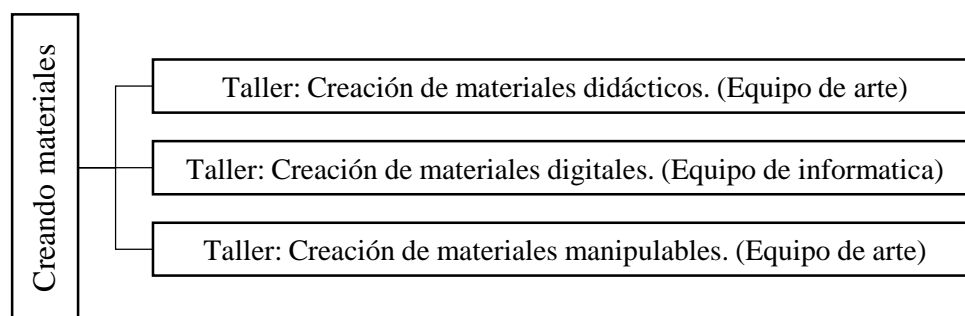 Creando materiales
Taller: Creación de materiales didácticos. (Equipo de arte)
Taller: Creación de materiales digitales. (Equipo de informatica)
Taller: Creación de materiales manipulables. (Equipo de arte)